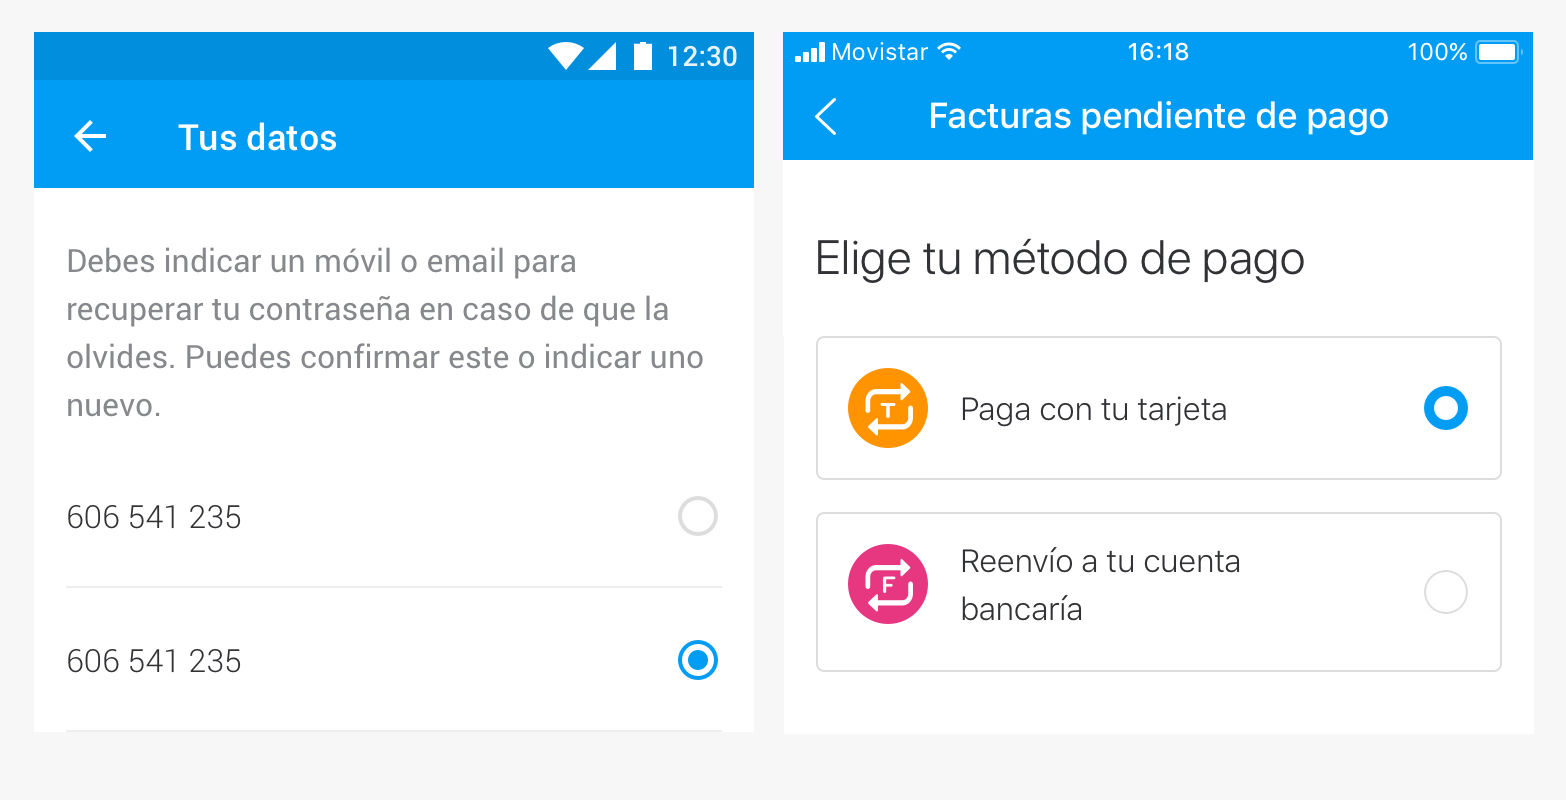 12:30
Tus datos
Debes indicar un móvil o email para
recuperar tu contraseña en caso de que la
olvides. Puedes confirmar este o indicar uno
nuevo.
606 541 235
606 541 235
Movistar 16:18 100%
Facturas pendiente de pago
Elige tu método de pago
T Paga con tu tarjeta
F Reenvío a tu cuenta
bancaría